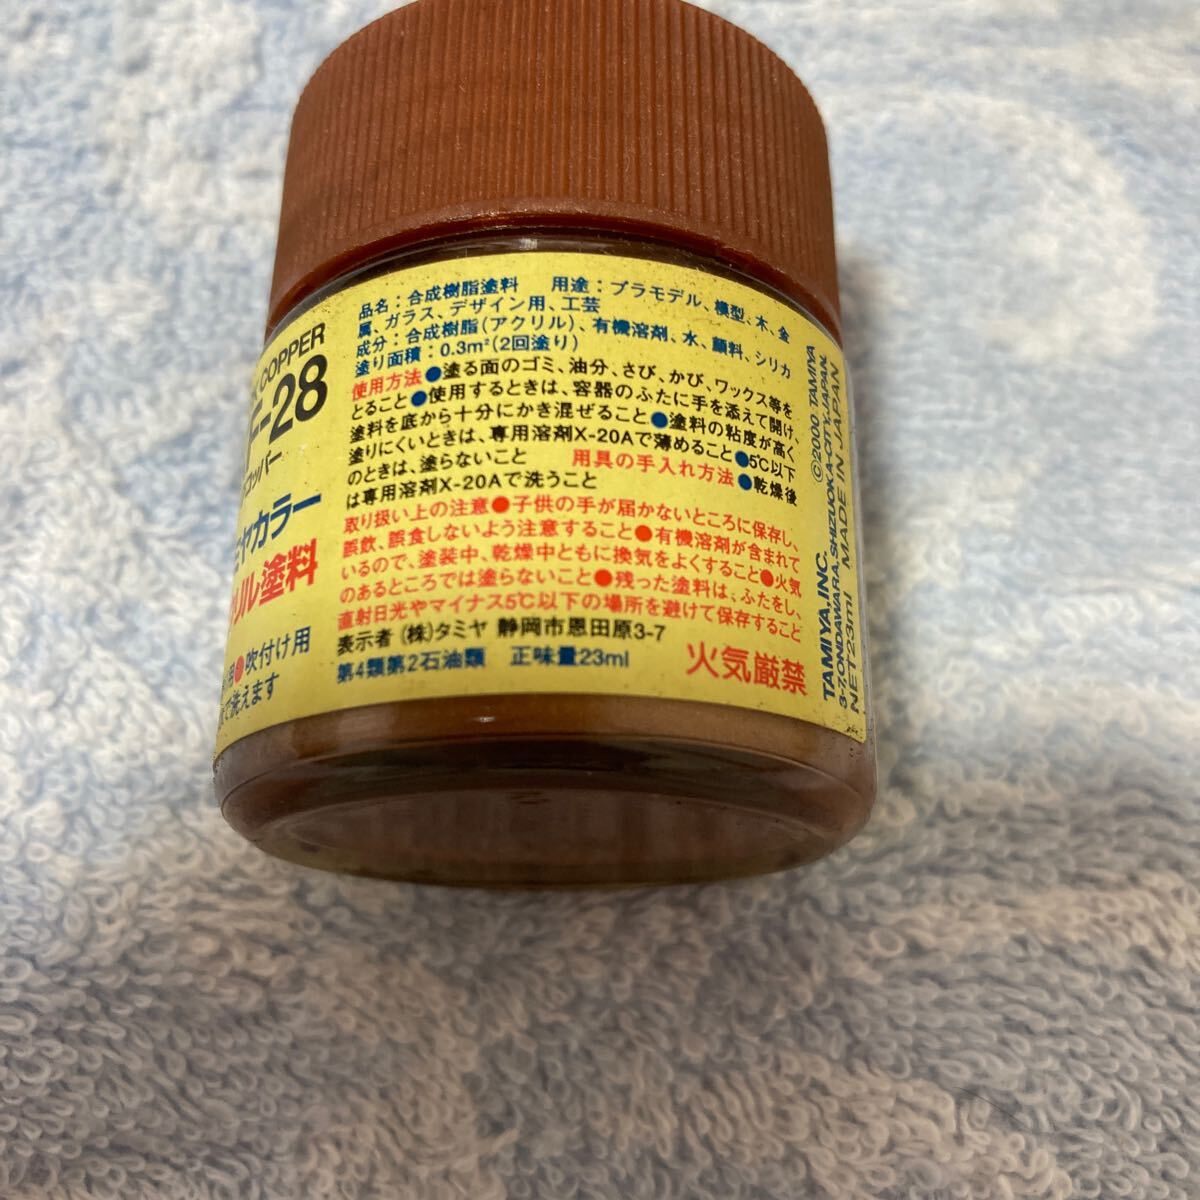 COPPER
-28
コッパー
ミヤカラー
リル塗料
用●吹付け用
で洗えます
品名：合成樹脂塗料　用途：プラモデル、模型、木、金
属、ガラス、デザイン用、工芸
成分：合成樹脂（アクリル）、有機溶剤、水、顔料、シリカ
塗り面積：0.3m²（2回塗り）
使用方法●塗る面のゴミ、油分、さび、かび、ワックス等を
とること●使用するときは、容器のふたに手を添えて開け、
塗料を底から十分にかき混ぜること●塗料の粘度が高く
塗りにくいときは、専用溶剤X-20Aで薄めること●5℃以下
のときは、塗らないこと　用具の手入れ方法●乾燥後
は専用溶剤X-20Aで洗うこと
取り扱い上の注意●子供の手が届かないところに保存し、
誤飲、誤食しないよう注意すること●有機溶剤が含まれて
いるので、塗装中、乾燥中ともに換気をよくすること●火気
のあるところでは塗らないこと●残った塗料は、ふたをし、
直射日光やマイナス5℃以下の場所を避けて保存すること
表示者（株）タミヤ 静岡市恩田原3-7
第4類第2石油類　正味量23ml
火気厳禁
©2000 TAMIYA
TAMIYA,INC.
3-7,ONDAWARA,SHIZUOKA-CITY,JAPAN.
NET23ml MADE IN JAPAN